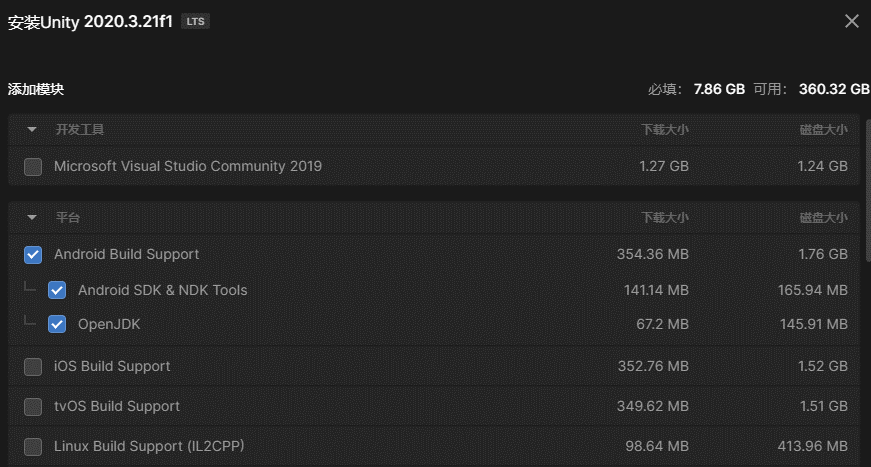 安装Unity 2020.3.21f1 LTS
添加模块 必填： 7.86 GB 可用： 360.32 GB
开发工具 下载大小 磁盘大小
Microsoft Visual Studio Community 2019 1.27 GB 1.24 GB
平台 下载大小 磁盘大小
Android Build Support 354.36 MB 1.76 GB
Android SDK & NDK Tools 141.14 MB 165.94 MB
OpenJDK 67.2 MB 145.91 MB
iOS Build Support 352.76 MB 1.52 GB
tvOS Build Support 349.62 MB 1.51 GB
Linux Build Support (IL2CPP) 98.64 MB 413.96 MB